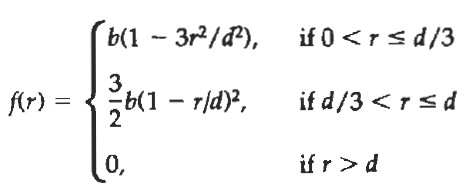 b(1 − 3r²/d²), if 0 < r ≤ d/3
f(r) = { 3/2 b(1 − r/d)², if d/3 < r ≤ d
0, if r > d